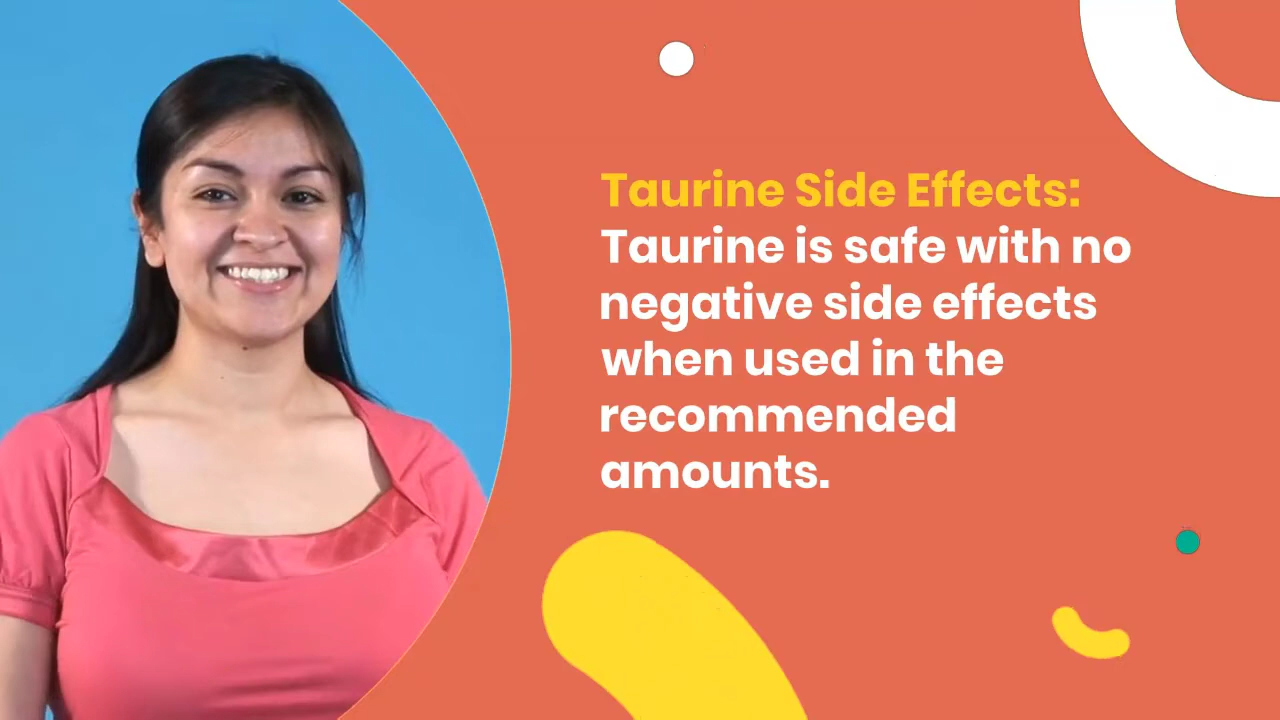 Taurine Side Effects:
Taurine is safe with no
negative side effects
when used in the
recommended
amounts.